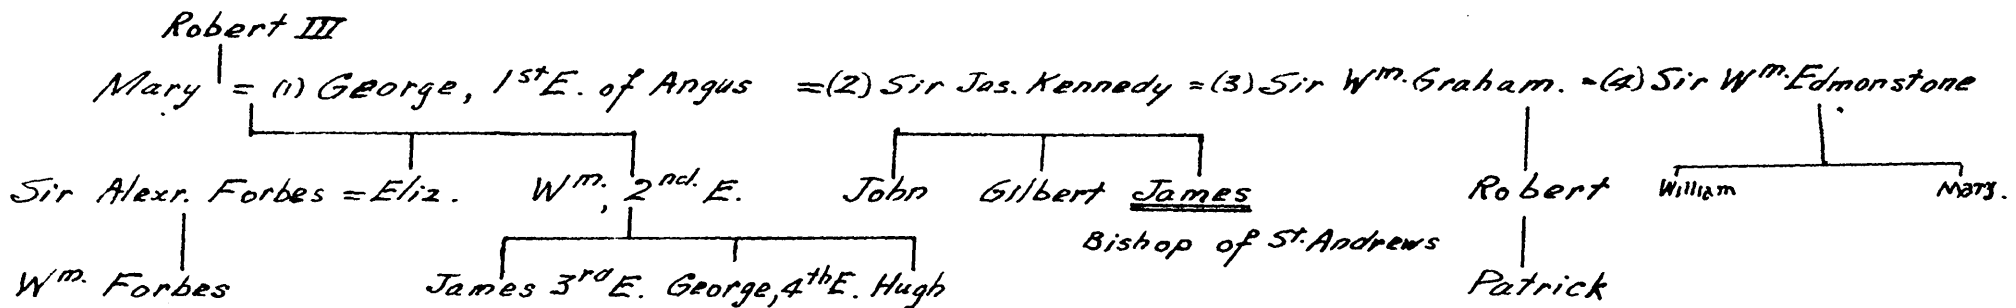 Robert III
Mary = (1) George, 1st E. of Angus =(2) Sir Jas. Kennedy =(3) Sir Wm. Graham. =(4) Sir Wm. Edmonstone
Sir Alexr. Forbes = Eliz. Wm., 2nd. E. John Gilbert James Robert William Mary.
Bishop of St. Andrews
Wm. Forbes James 3rd E. George, 4th E. Hugh Patrick